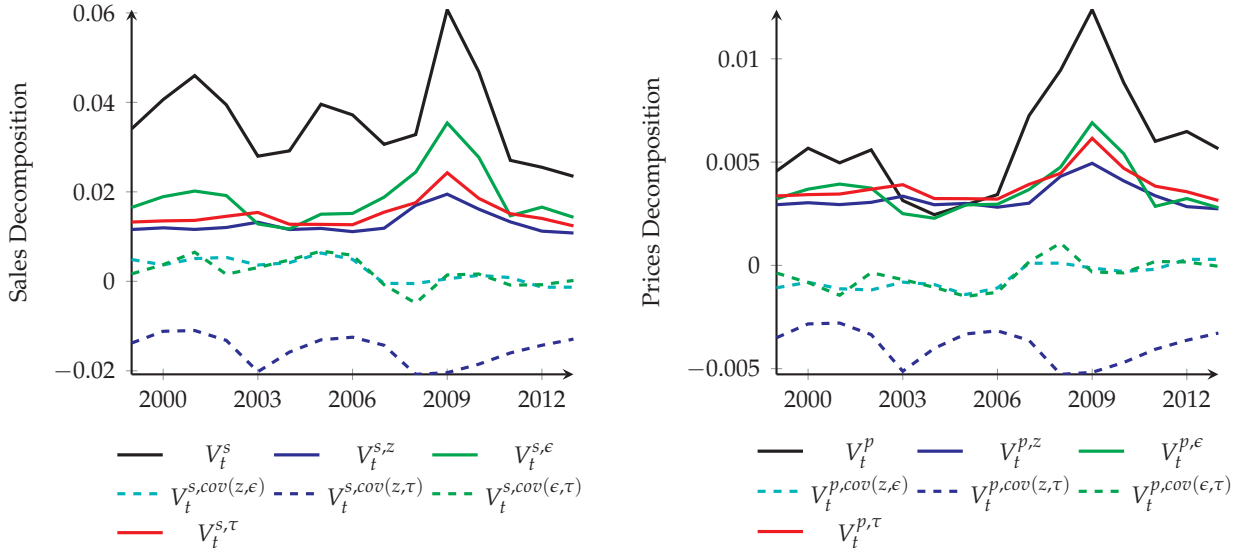 Sales Decomposition
0.06
0.04
0.02
0
−0.02
2000 2003 2006 2009 2012
V_t^s V_t^{s,z} V_t^{s,ϵ}
V_t^{s,cov(z,ϵ)} V_t^{s,cov(z,τ)} V_t^{s,cov(ϵ,τ)}
V_t^{s,τ}
Prices Decomposition
0.01
0.005
0
−0.005
2000 2003 2006 2009 2012
V_t^p V_t^{p,z} V_t^{p,ϵ}
V_t^{p,cov(z,ϵ)} V_t^{p,cov(z,τ)} V_t^{p,cov(ϵ,τ)}
V_t^{p,τ}